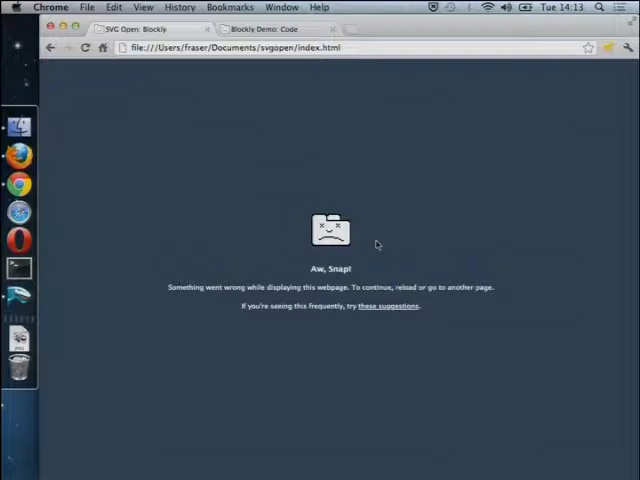 Chrome File Edit View History Bookmarks Window Help Tue 14:13
SVG Open: Blockly Blockly Demo: Code
file:///Users/fraser/Documents/svgopen/index.html
Aw, Snap!
Something went wrong while displaying this webpage. To continue, reload or go to another page.
If you're seeing this frequently, try these suggestions.